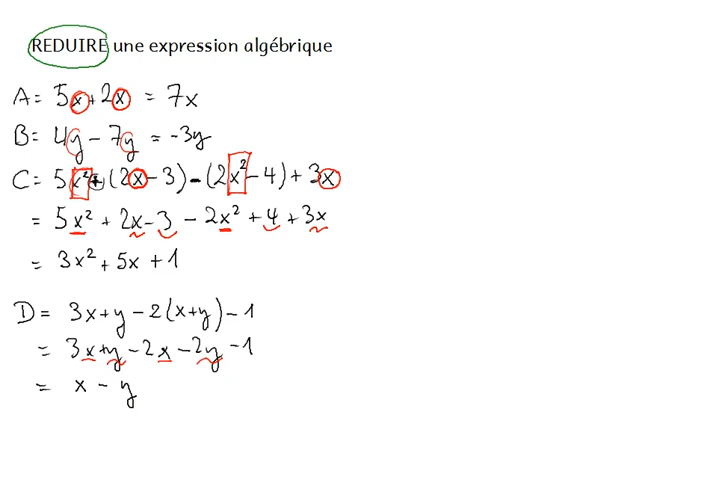 REDUIRE une expression algébrique
A = 5x + 2x = 7x
B = 4y - 7y = -3y
C = 5x² + (2x - 3) - (2x² - 4) + 3x
= 5x² + 2x - 3 - 2x² + 4 + 3x
= 3x² + 5x + 1
D = 3x + y - 2(x + y) - 1
= 3x + y - 2x - 2y - 1
= x - y